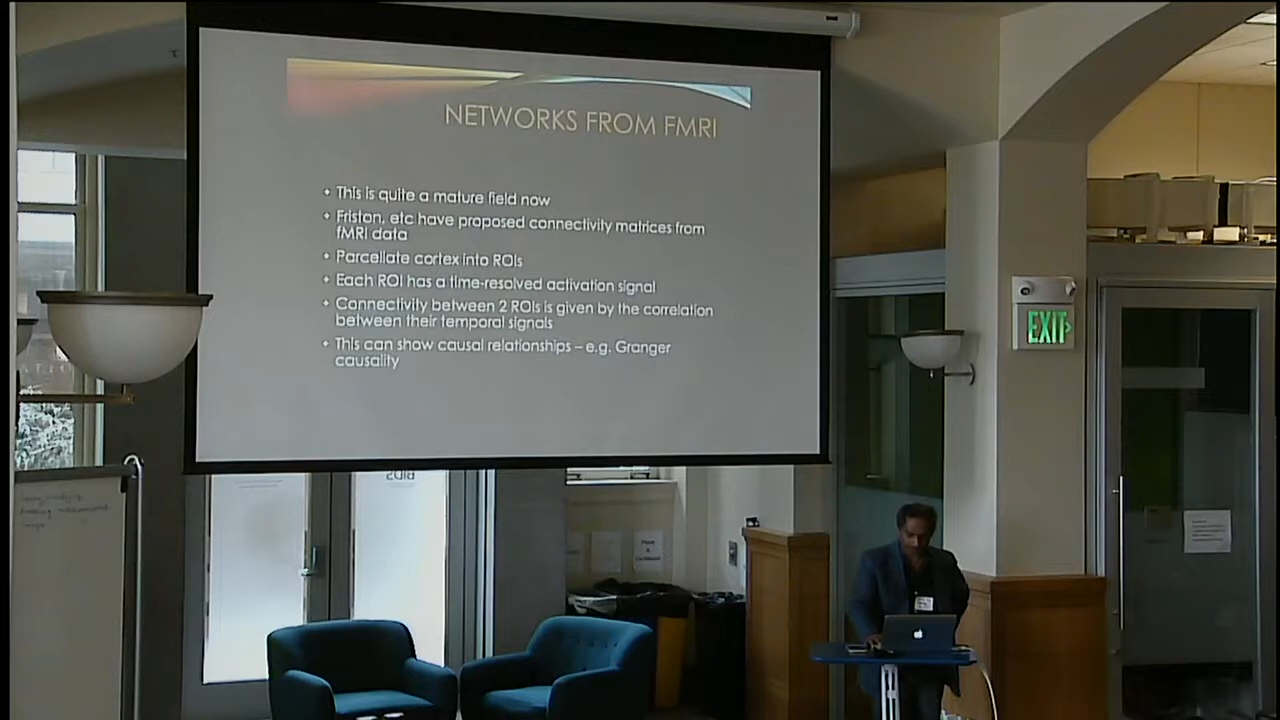 NETWORKS FROM FMRI
• This is quite a mature field now
• Friston, etc have proposed connectivity matrices from
fMRI data
• Parcellate cortex into ROIs
• Each ROI has a time-resolved activation signal
• Connectivity between 2 ROIs is given by the correlation
between their temporal signals
• This can show causal relationships – e.g. Granger
causality
EXIT
BIDS